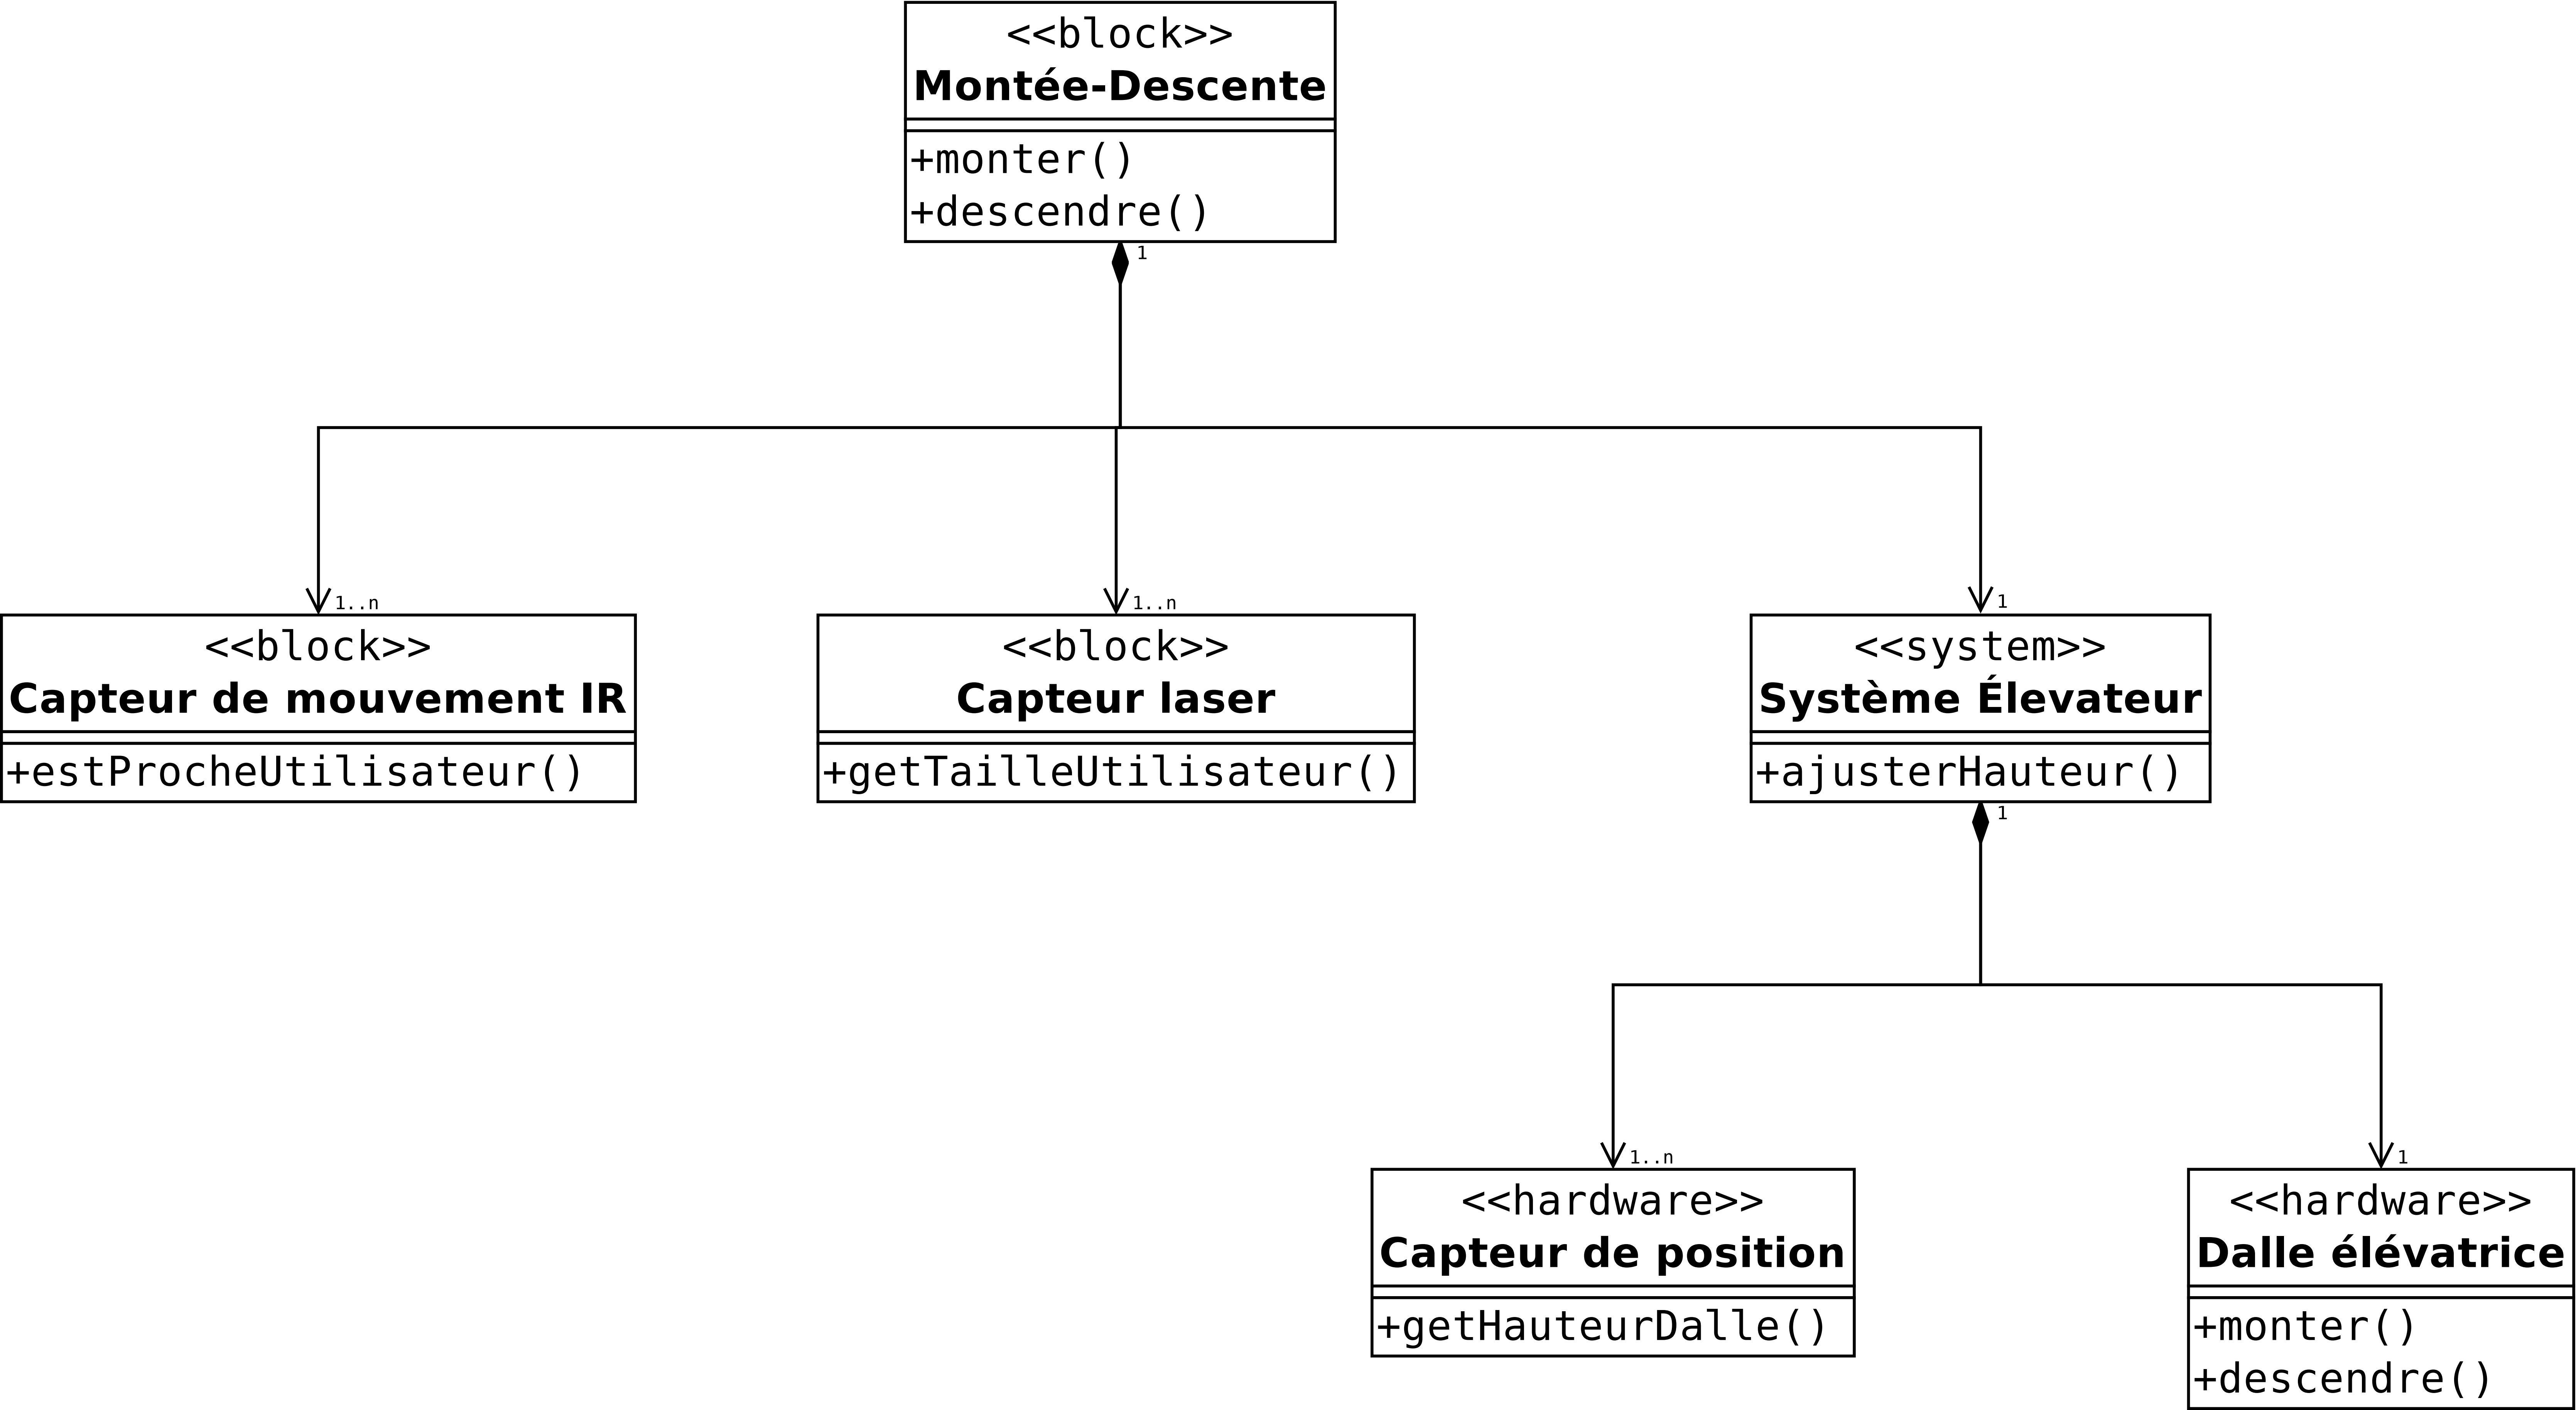 <<block>>
Montée-Descente
+monter()
+descendre()
1
1..n
1..n
1
<<block>>
Capteur de mouvement IR
+estProcheUtilisateur()
<<block>>
Capteur laser
+getTailleUtilisateur()
<<system>>
Système Élevateur
+ajusterHauteur()
1
1..n
1
<<hardware>>
Capteur de position
+getHauteurDalle()
<<hardware>>
Dalle élévatrice
+monter()
+descendre()